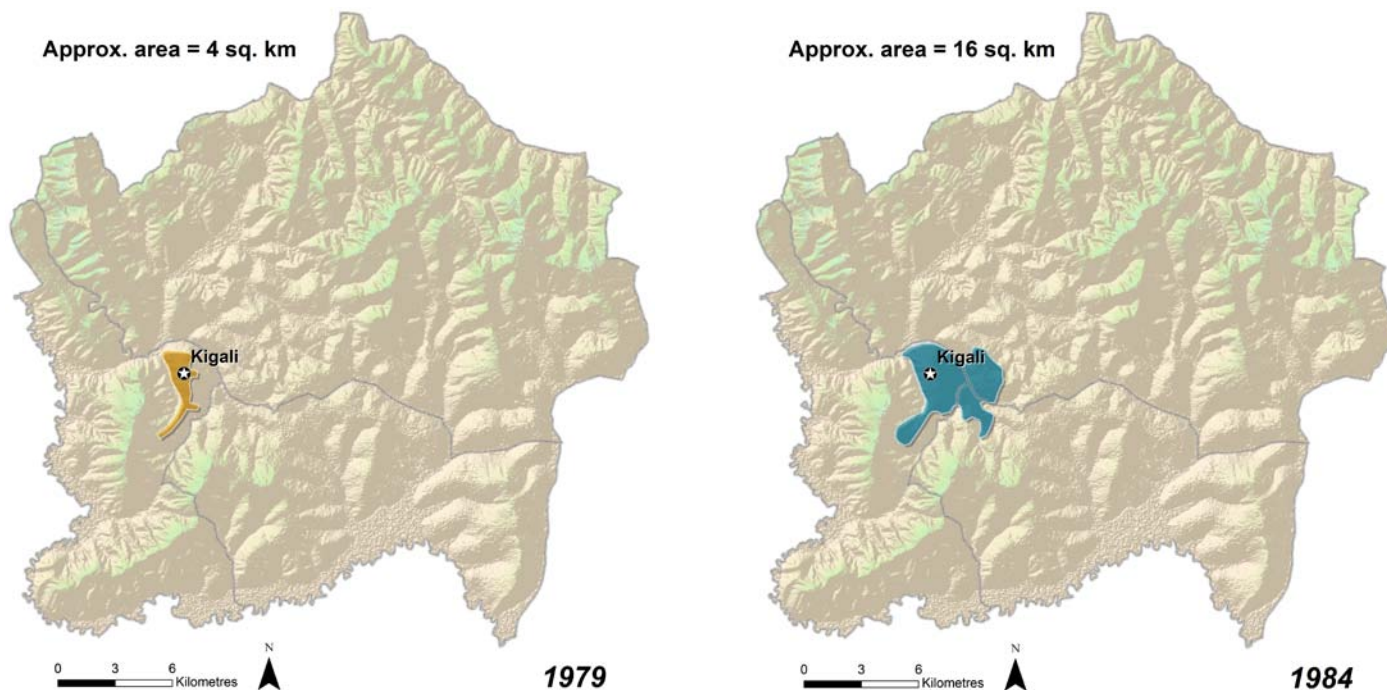 Approx. area = 4 sq. km
Kigali
0 3 6
Kilometres
N
1979
Approx. area = 16 sq. km
Kigali
0 3 6
Kilometres
N
1984